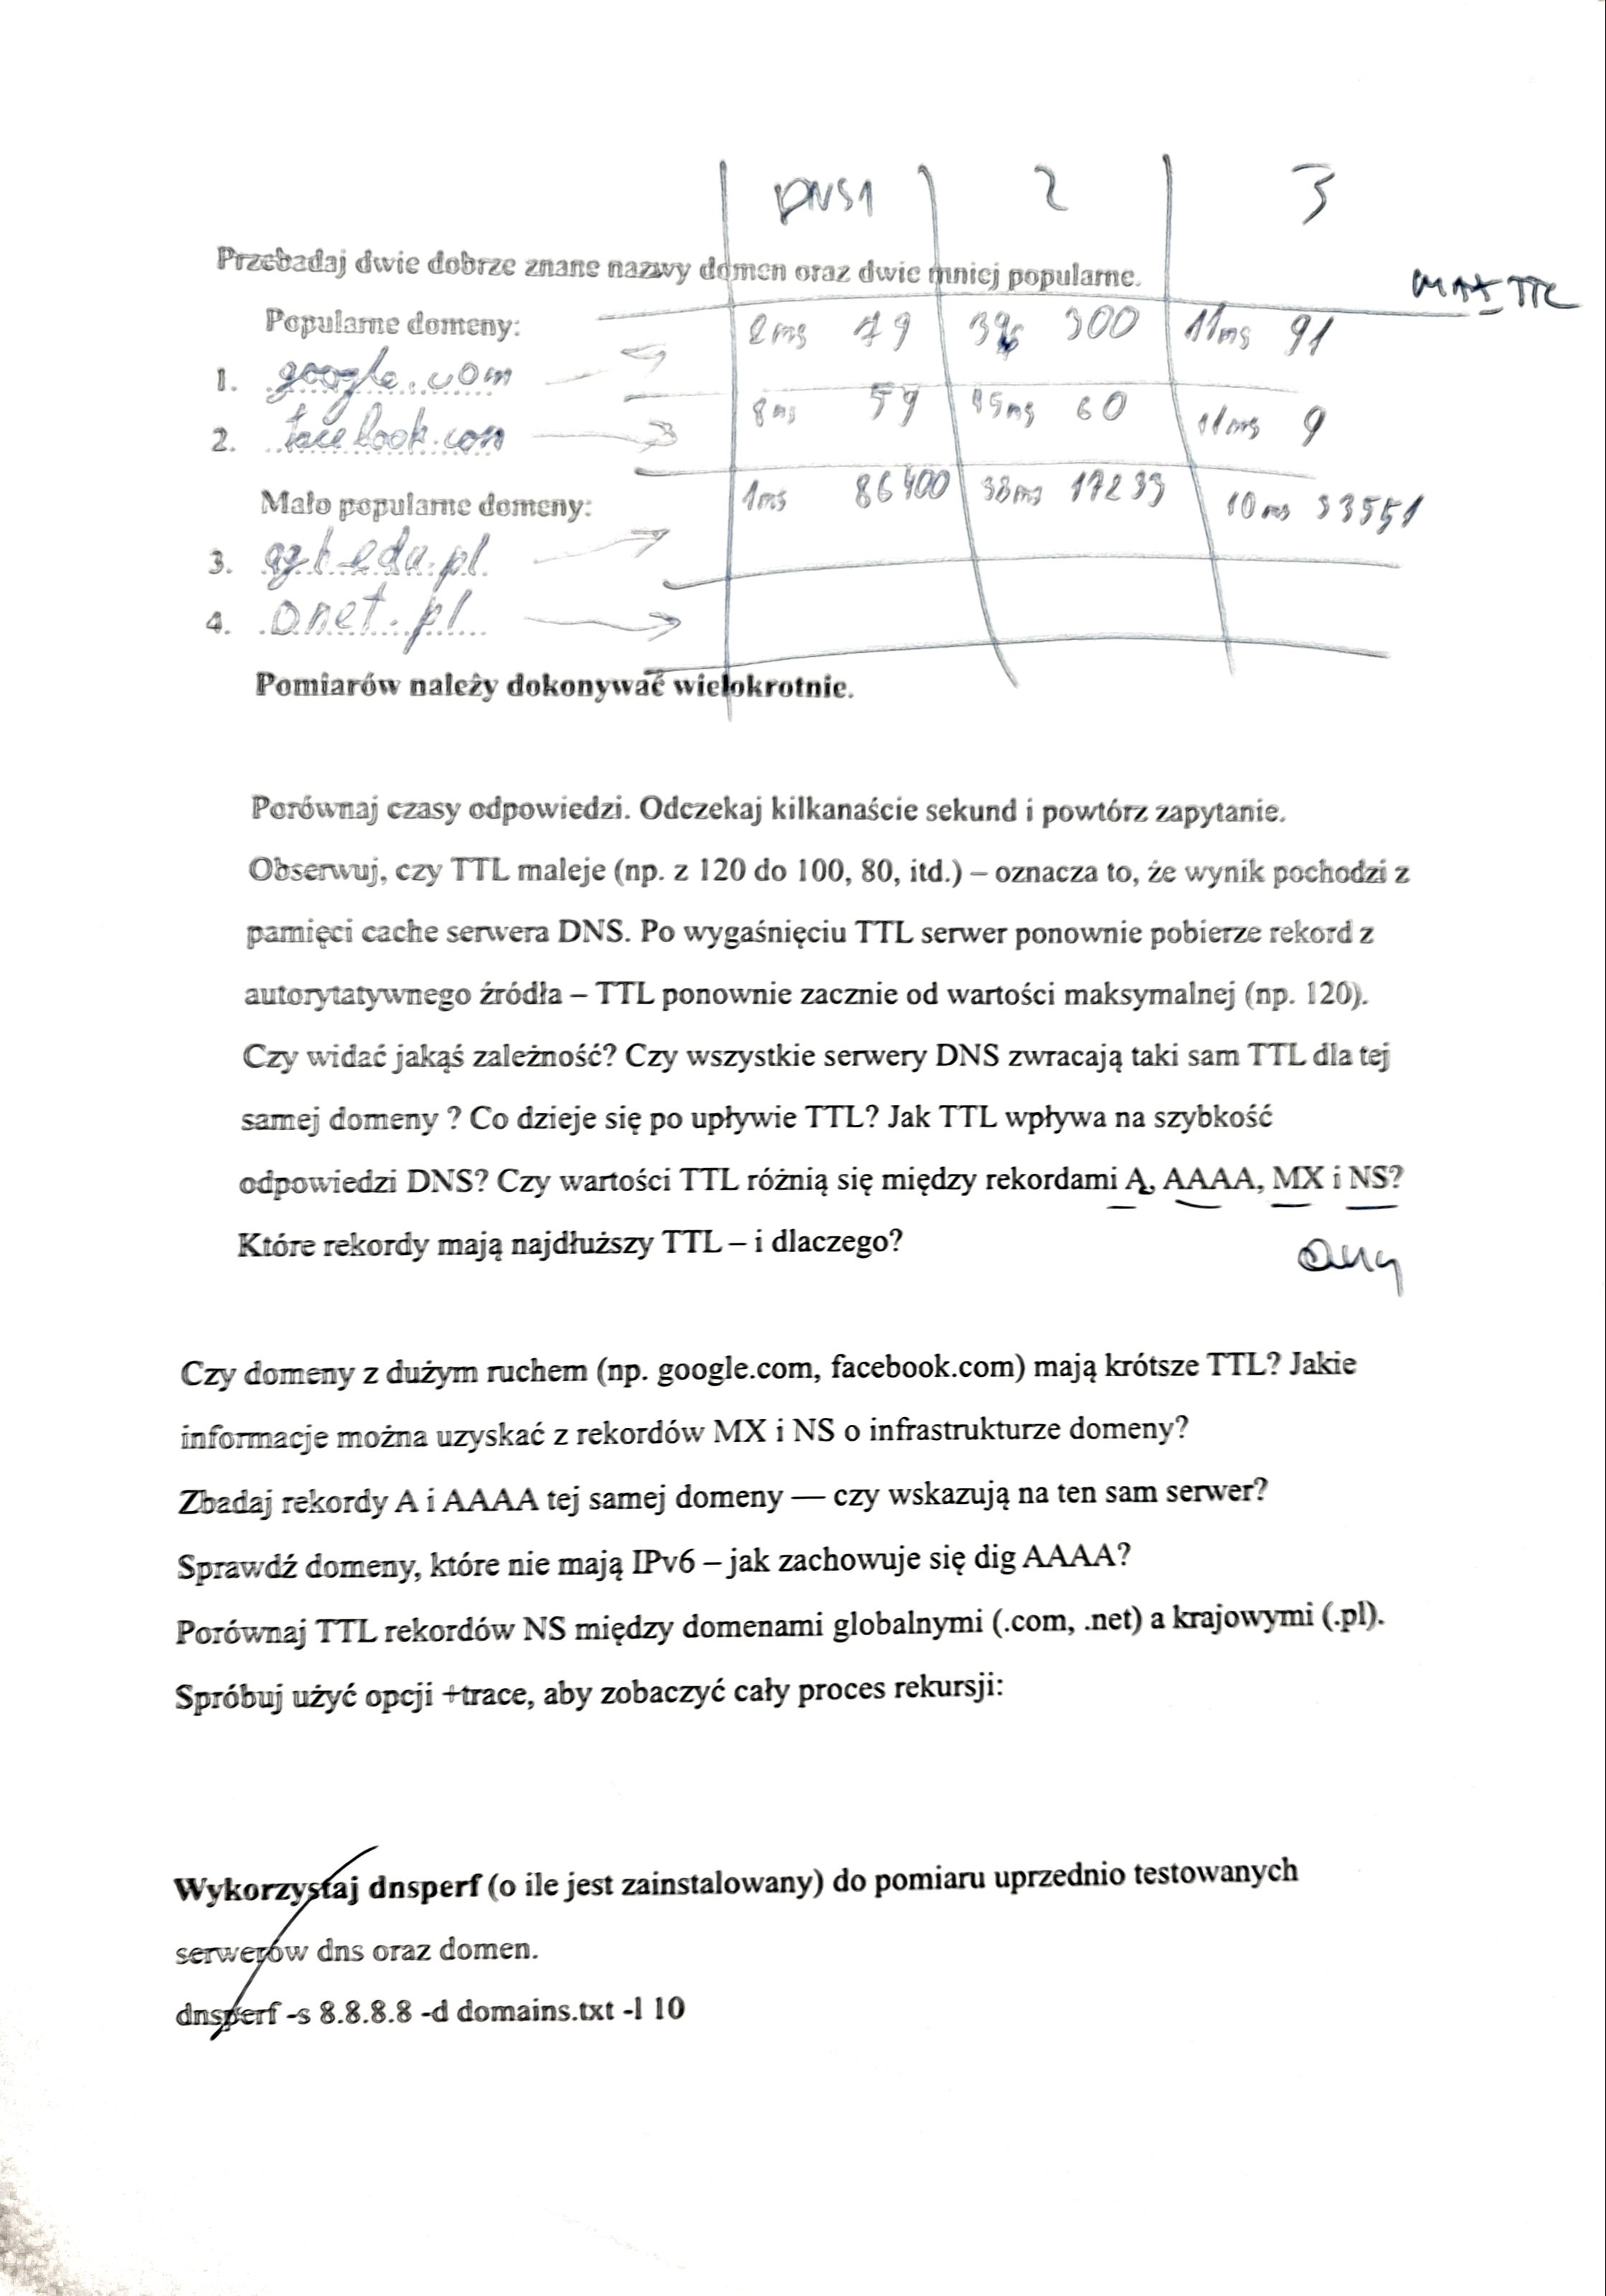 DNS1 2 3
Przebadaj dwie dobrze znane nazwy domen oraz dwie mniej popularne.
MAX TTL
Popularne domeny:
2ms 79 39 300 11ms 91
1. google.com
8ms 59 45ms 60 11ms 9
2. facebook.com
Mało popularne domeny:
1ms 86400 38ms 17233 10ms 33551
3. agh.edu.pl
4. onet.pl
Pomiarów należy dokonywać wielokrotnie.
Porównaj czasy odpowiedzi. Odczekaj kilkanaście sekund i powtórz zapytanie.
Obserwuj, czy TTL maleje (np. z 120 do 100, 80, itd.) – oznacza to, że wynik pochodzi z
pamięci cache serwera DNS. Po wygaśnięciu TTL serwer ponownie pobierze rekord z
autorytatywnego źródła – TTL ponownie zacznie od wartości maksymalnej (np. 120).
Czy widać jakąś zależność? Czy wszystkie serwery DNS zwracają taki sam TTL dla tej
samej domeny ? Co dzieje się po upływie TTL? Jak TTL wpływa na szybkość
odpowiedzi DNS? Czy wartości TTL różnią się między rekordami A, AAAA, MX i NS?
Które rekordy mają najdłuższy TTL – i dlaczego?
any
Czy domeny z dużym ruchem (np. google.com, facebook.com) mają krótsze TTL? Jakie
informacje można uzyskać z rekordów MX i NS o infrastrukturze domeny?
Zbadaj rekordy A i AAAA tej samej domeny — czy wskazują na ten sam serwer?
Sprawdź domeny, które nie mają IPv6 – jak zachowuje się dig AAAA?
Porównaj TTL rekordów NS między domenami globalnymi (.com, .net) a krajowymi (.pl).
Spróbuj użyć opcji +trace, aby zobaczyć cały proces rekursji:
Wykorzystaj dnsperf (o ile jest zainstalowany) do pomiaru uprzednio testowanych
serwerów dns oraz domen.
dnsperf -s 8.8.8.8 -d domains.txt -l 10